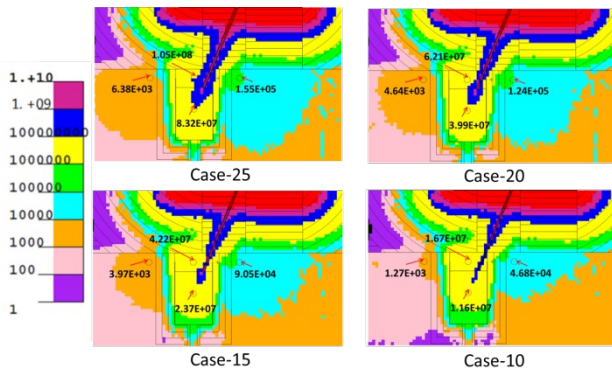 1.+10
1.+09
100000000
1000000
100000
10000
1000
100
1
1.05E+08
6.38E+03
1.55E+05
8.32E+07
Case-25
6.21E+07
4.64E+03
1.24E+05
3.99E+07
Case-20
4.22E+07
3.97E+03
9.05E+04
2.37E+07
Case-15
1.67E+07
1.27E+03
4.68E+04
1.16E+07
Case-10